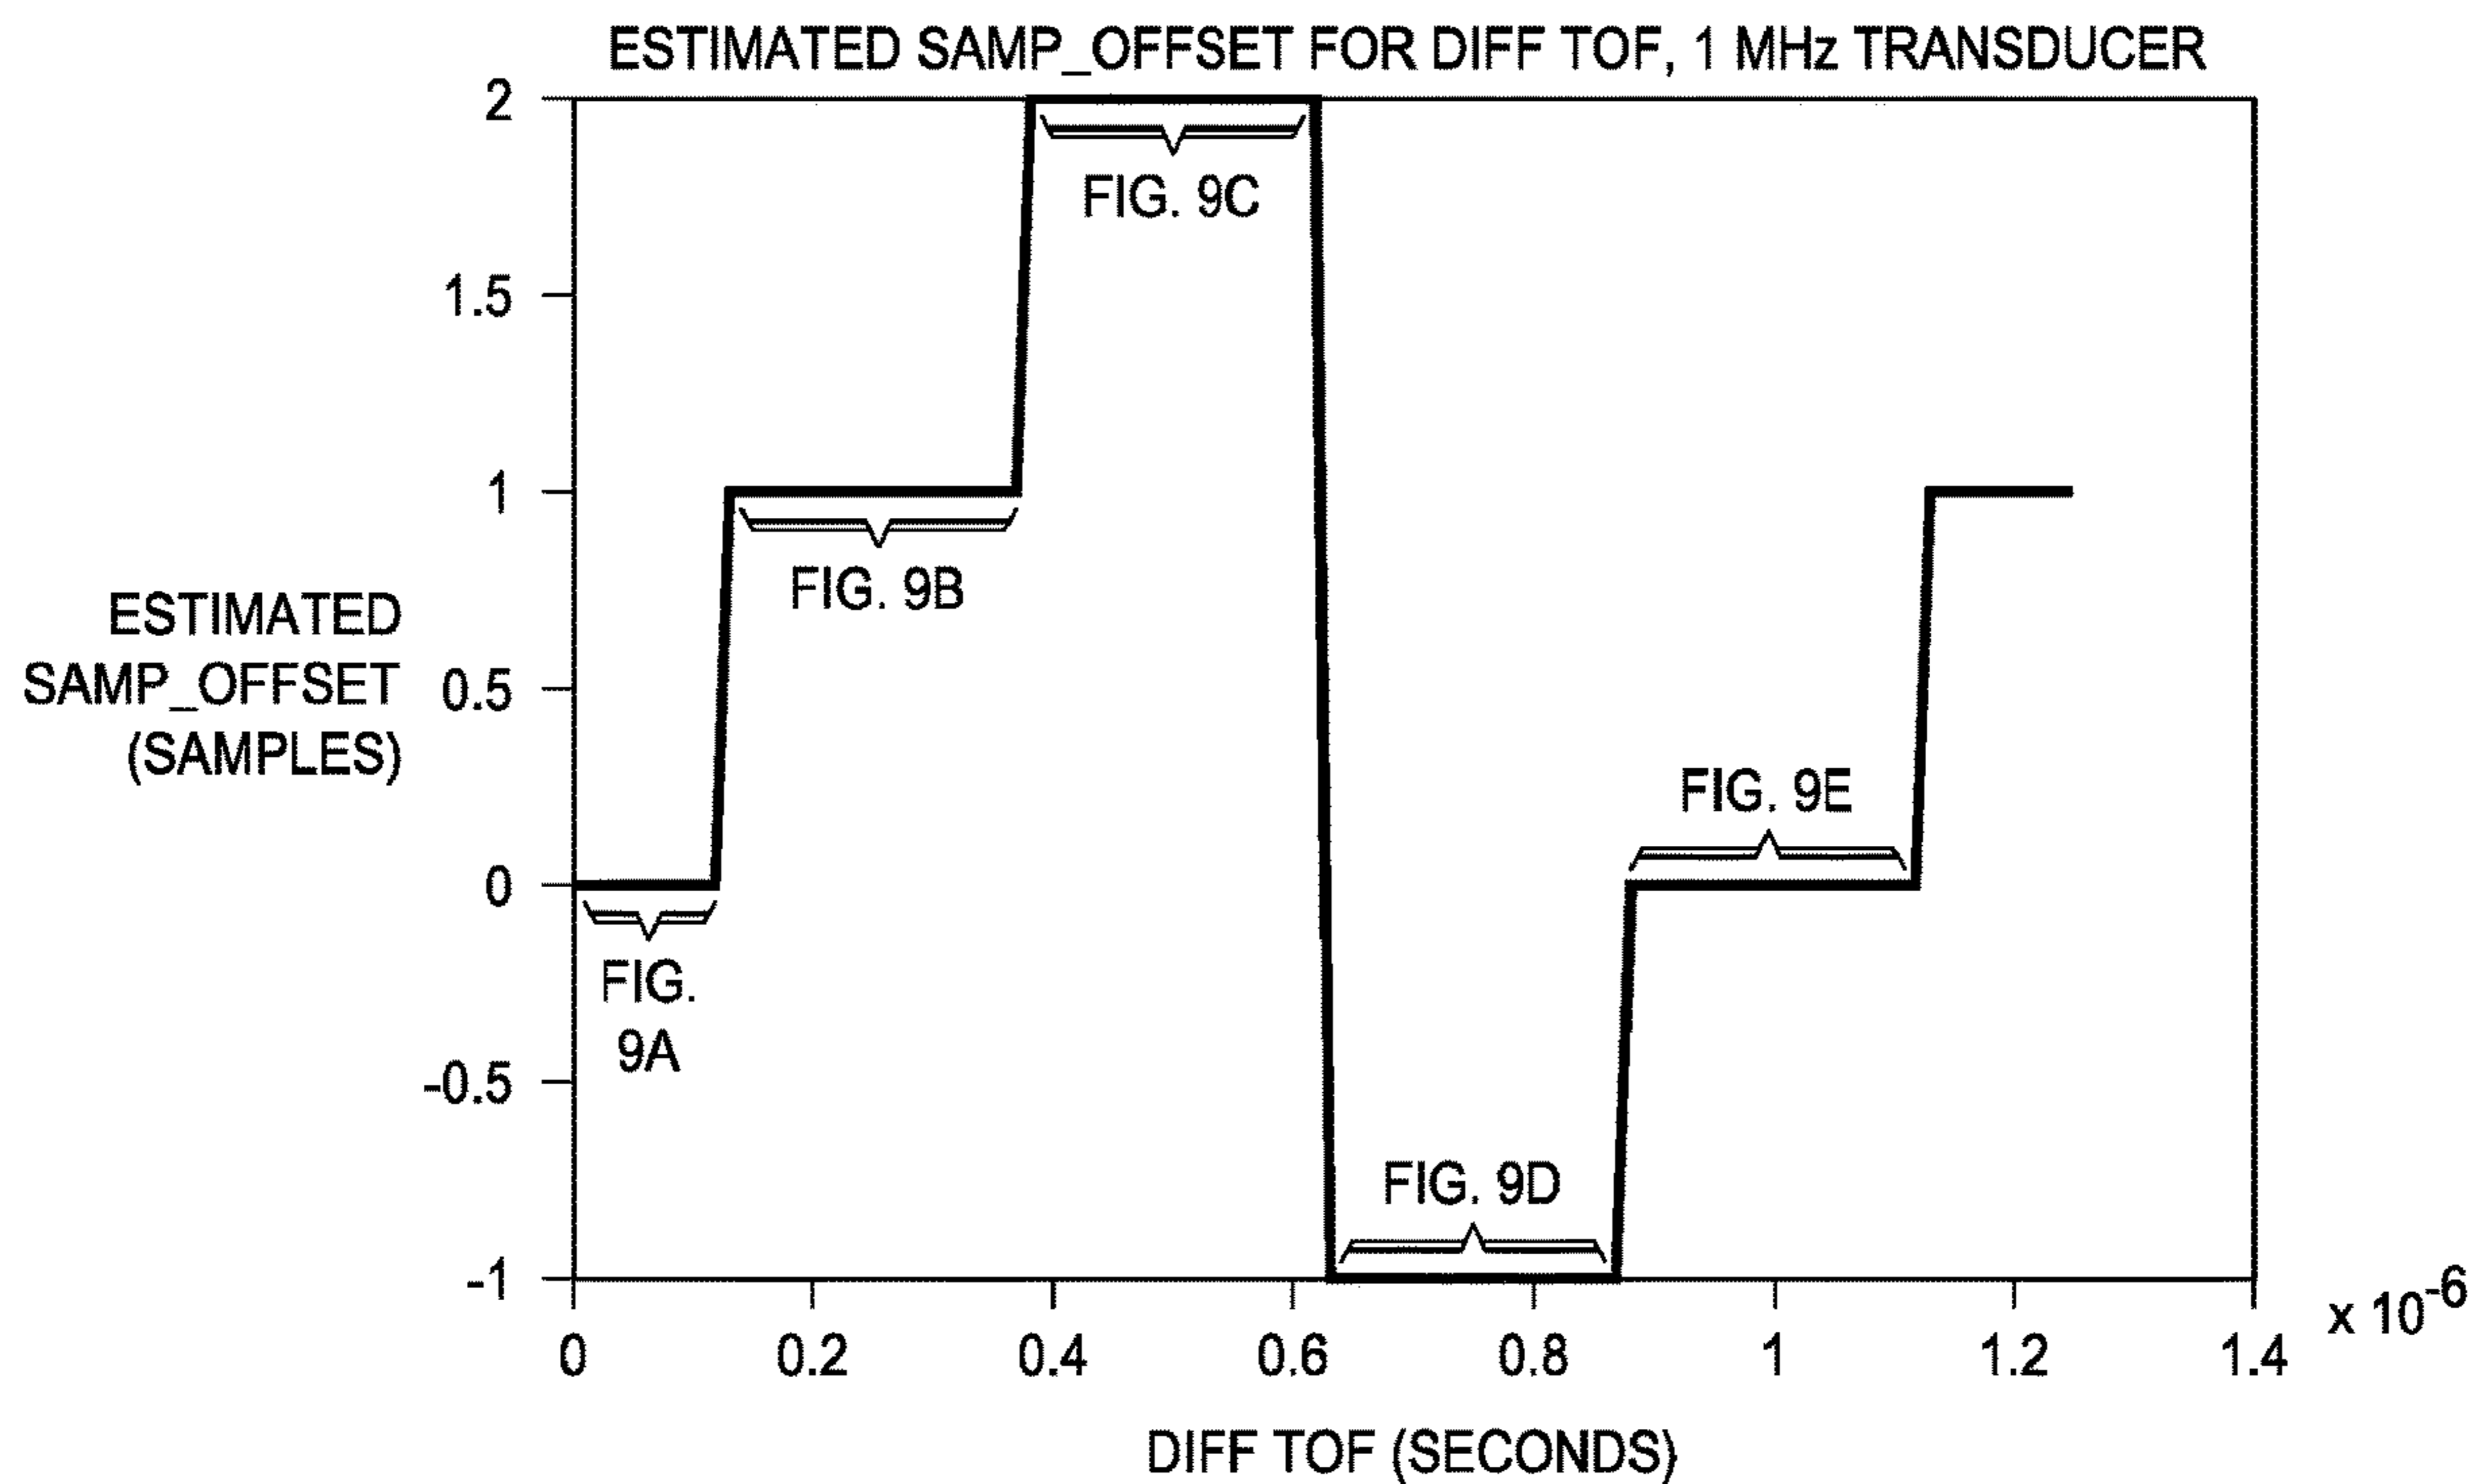 ESTIMATED SAMP_OFFSET FOR DIFF TOF, 1 MHz TRANSDUCER
2
1.5
1
0.5
0
-0.5
-1
ESTIMATED
SAMP_OFFSET
(SAMPLES)
FIG. 9C
FIG. 9B
FIG. 9E
FIG.
9A
FIG. 9D
0 0.2 0.4 0.6 0.8 1 1.2 1.4
x 10-6
DIFF TOF (SECONDS)